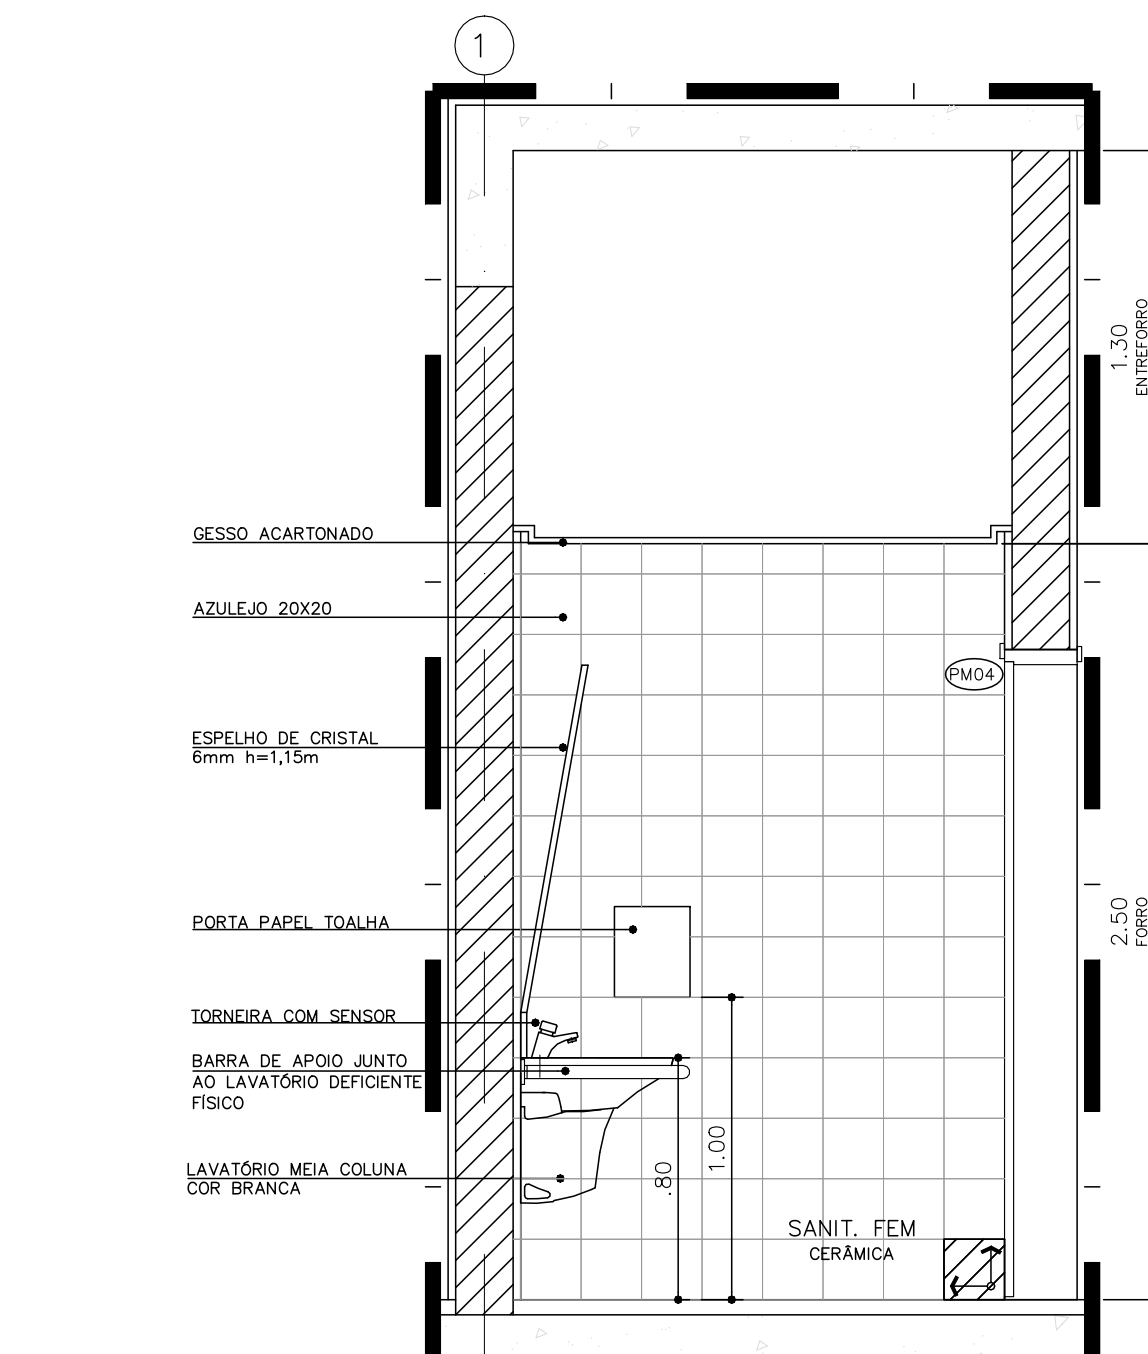 1
1.30
ENTREFORRO
GESSO ACARTONADO
AZULEJO 20X20
PM04
ESPELHO DE CRISTAL
6mm h=1,15m
PORTA PAPEL TOALHA
2.50
FORRO
TORNEIRA COM SENSOR
BARRA DE APOIO JUNTO
AO LAVATÓRIO DEFICIENTE
FÍSICO
1.00
.80
LAVATÓRIO MEIA COLUNA
COR BRANCA
SANIT. FEM
CERÂMICA